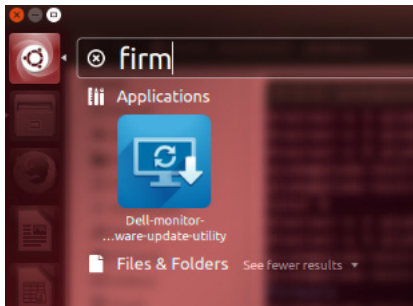 firm
Applications
Dell-monitor-
...ware-update-utility
Files & Folders See fewer results